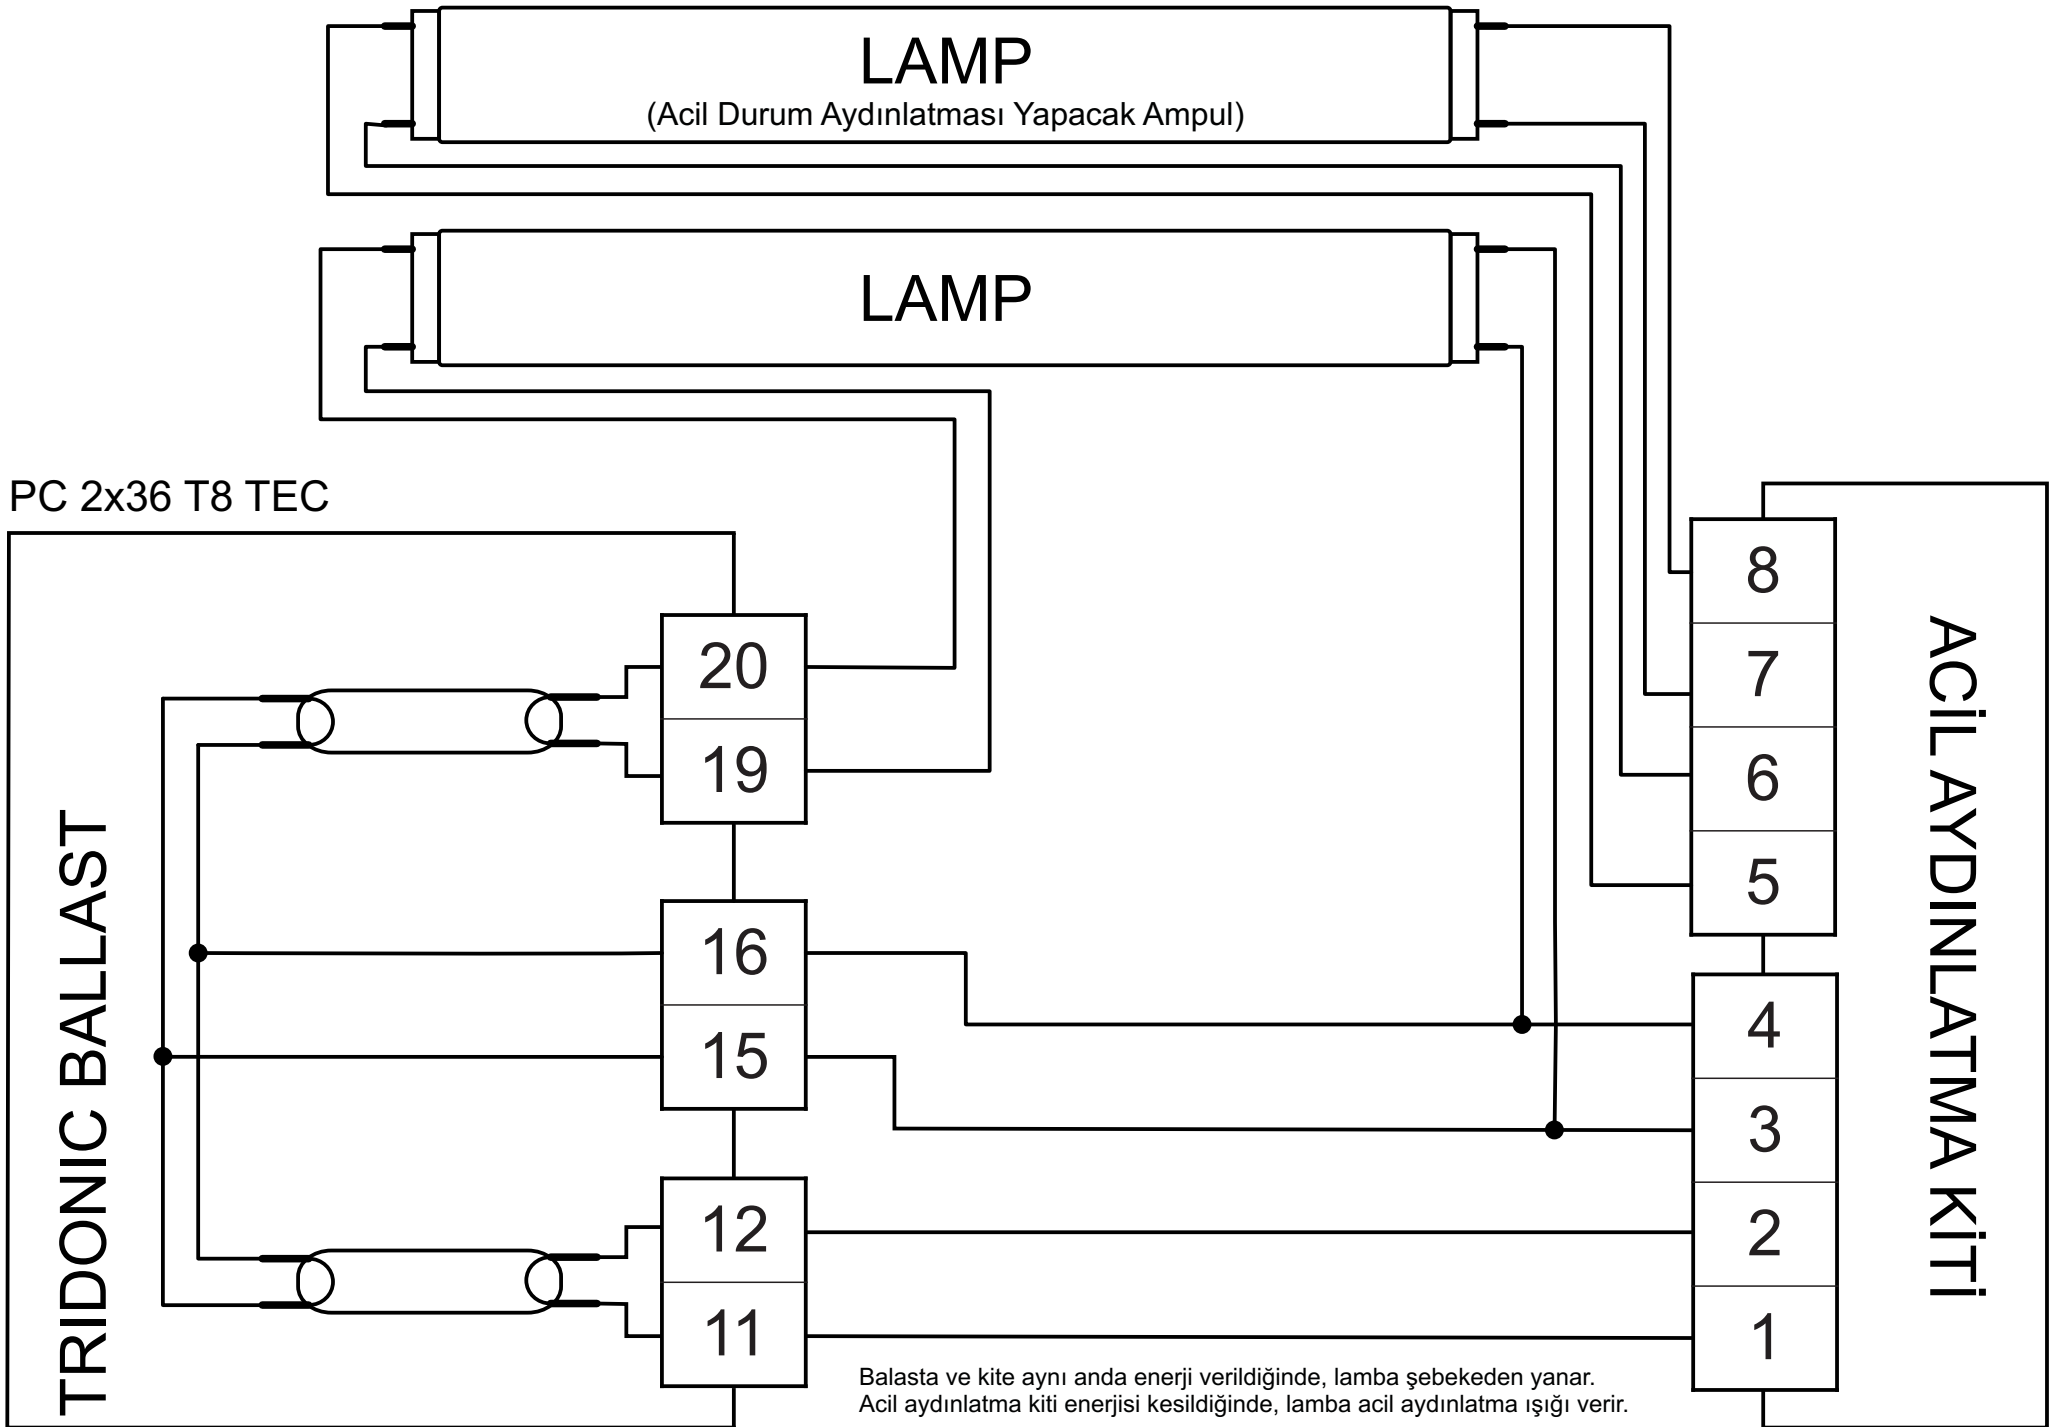 LAMP
(Acil Durum Aydınlatması Yapacak Ampul)
LAMP
PC 2x36 T8 TEC
TRIDONIC BALLAST
20
19
16
15
12
11
8
7
6
5
4
3
2
1
ACİL AYDINLATMA KİTİ
Balasta ve kite aynı anda enerji verildiğinde, lamba şebekeden yanar.
Acil aydınlatma kiti enerjisi kesildiğinde, lamba acil aydınlatma ışığı verir.